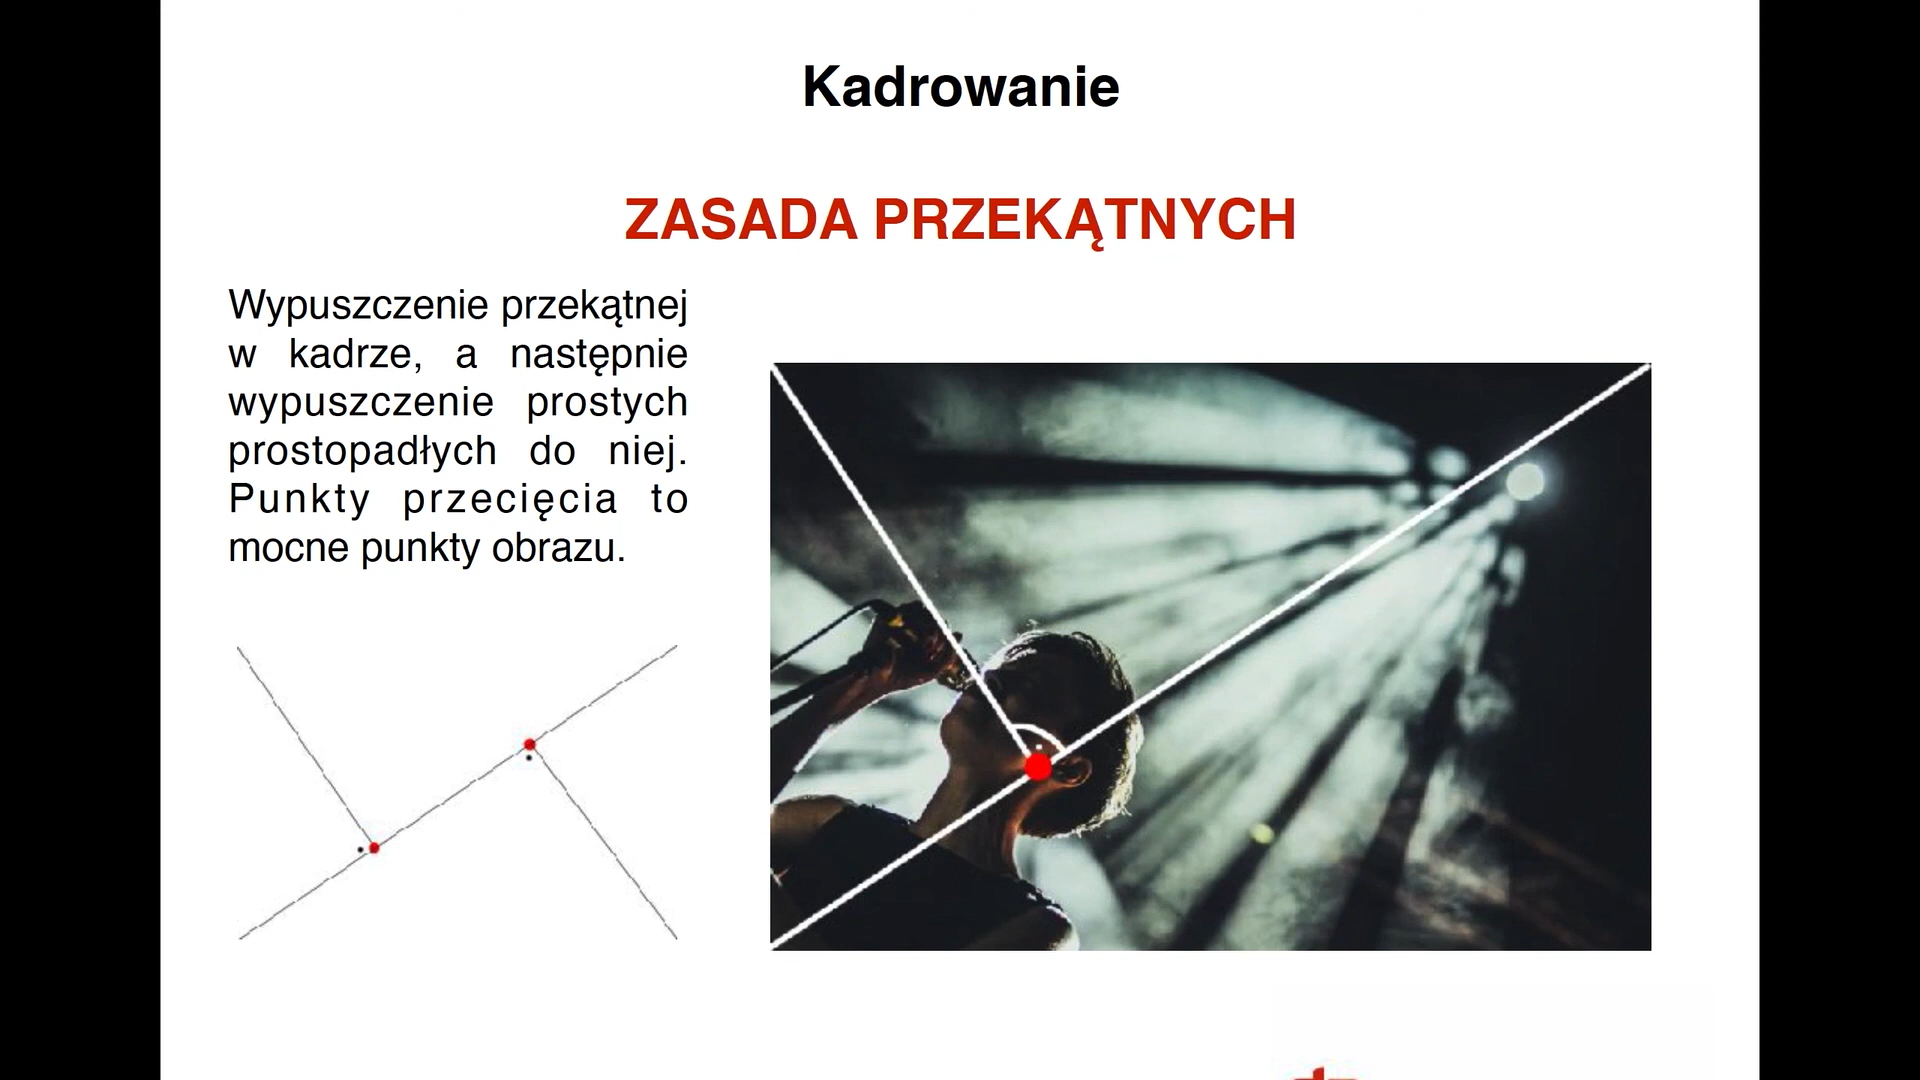 Kadrowanie
ZASADA PRZEKĄTNYCH
Wypuszczenie przekątnej
w kadrze, a następnie
wypuszczenie prostych
prostopadłych do niej.
Punkty przecięcia to
mocne punkty obrazu.